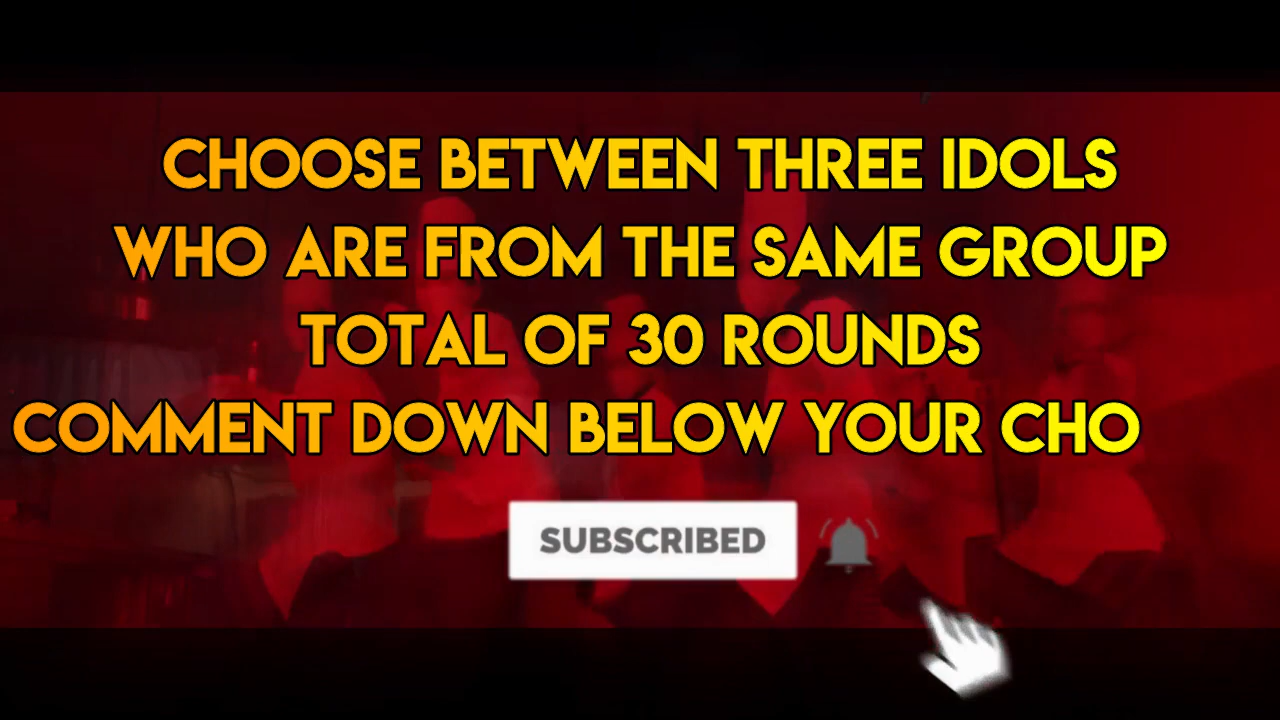 CHOOSE BETWEEN THREE IDOLS
WHO ARE FROM THE SAME GROUP
TOTAL OF 30 ROUNDS
COMMENT DOWN BELOW YOUR CHO
SUBSCRIBED